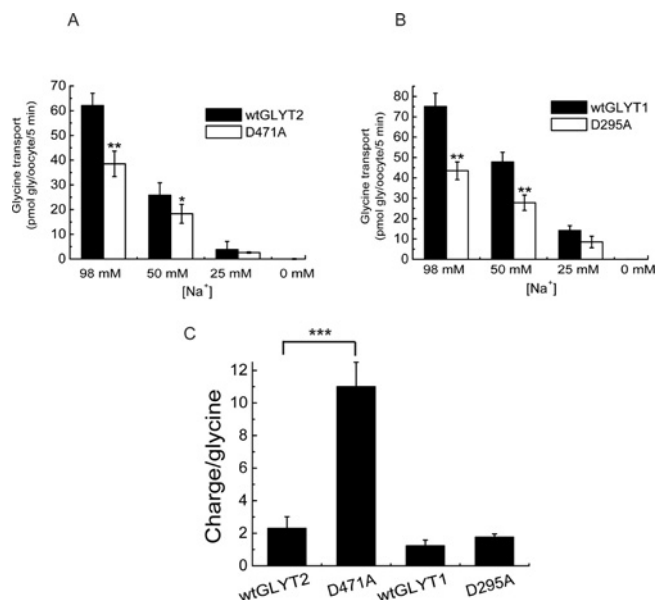 A
Glycine transport
(pmol gly/oocyte/5 min)
70
60
50
40
30
20
10
0
wtGLYT2
D471A
**
*
98 mM 50 mM 25 mM 0 mM
[Na+]
B
Glycine transport
(pmol gly/oocyte/5 min)
80
70
60
50
40
30
20
10
0
wtGLYT1
D295A
**
**
98 mM 50 mM 25 mM 0 mM
[Na+]
C
Charge/glycine
12
10
8
6
4
2
0
***
wtGLYT2 D471A wtGLYT1 D295A